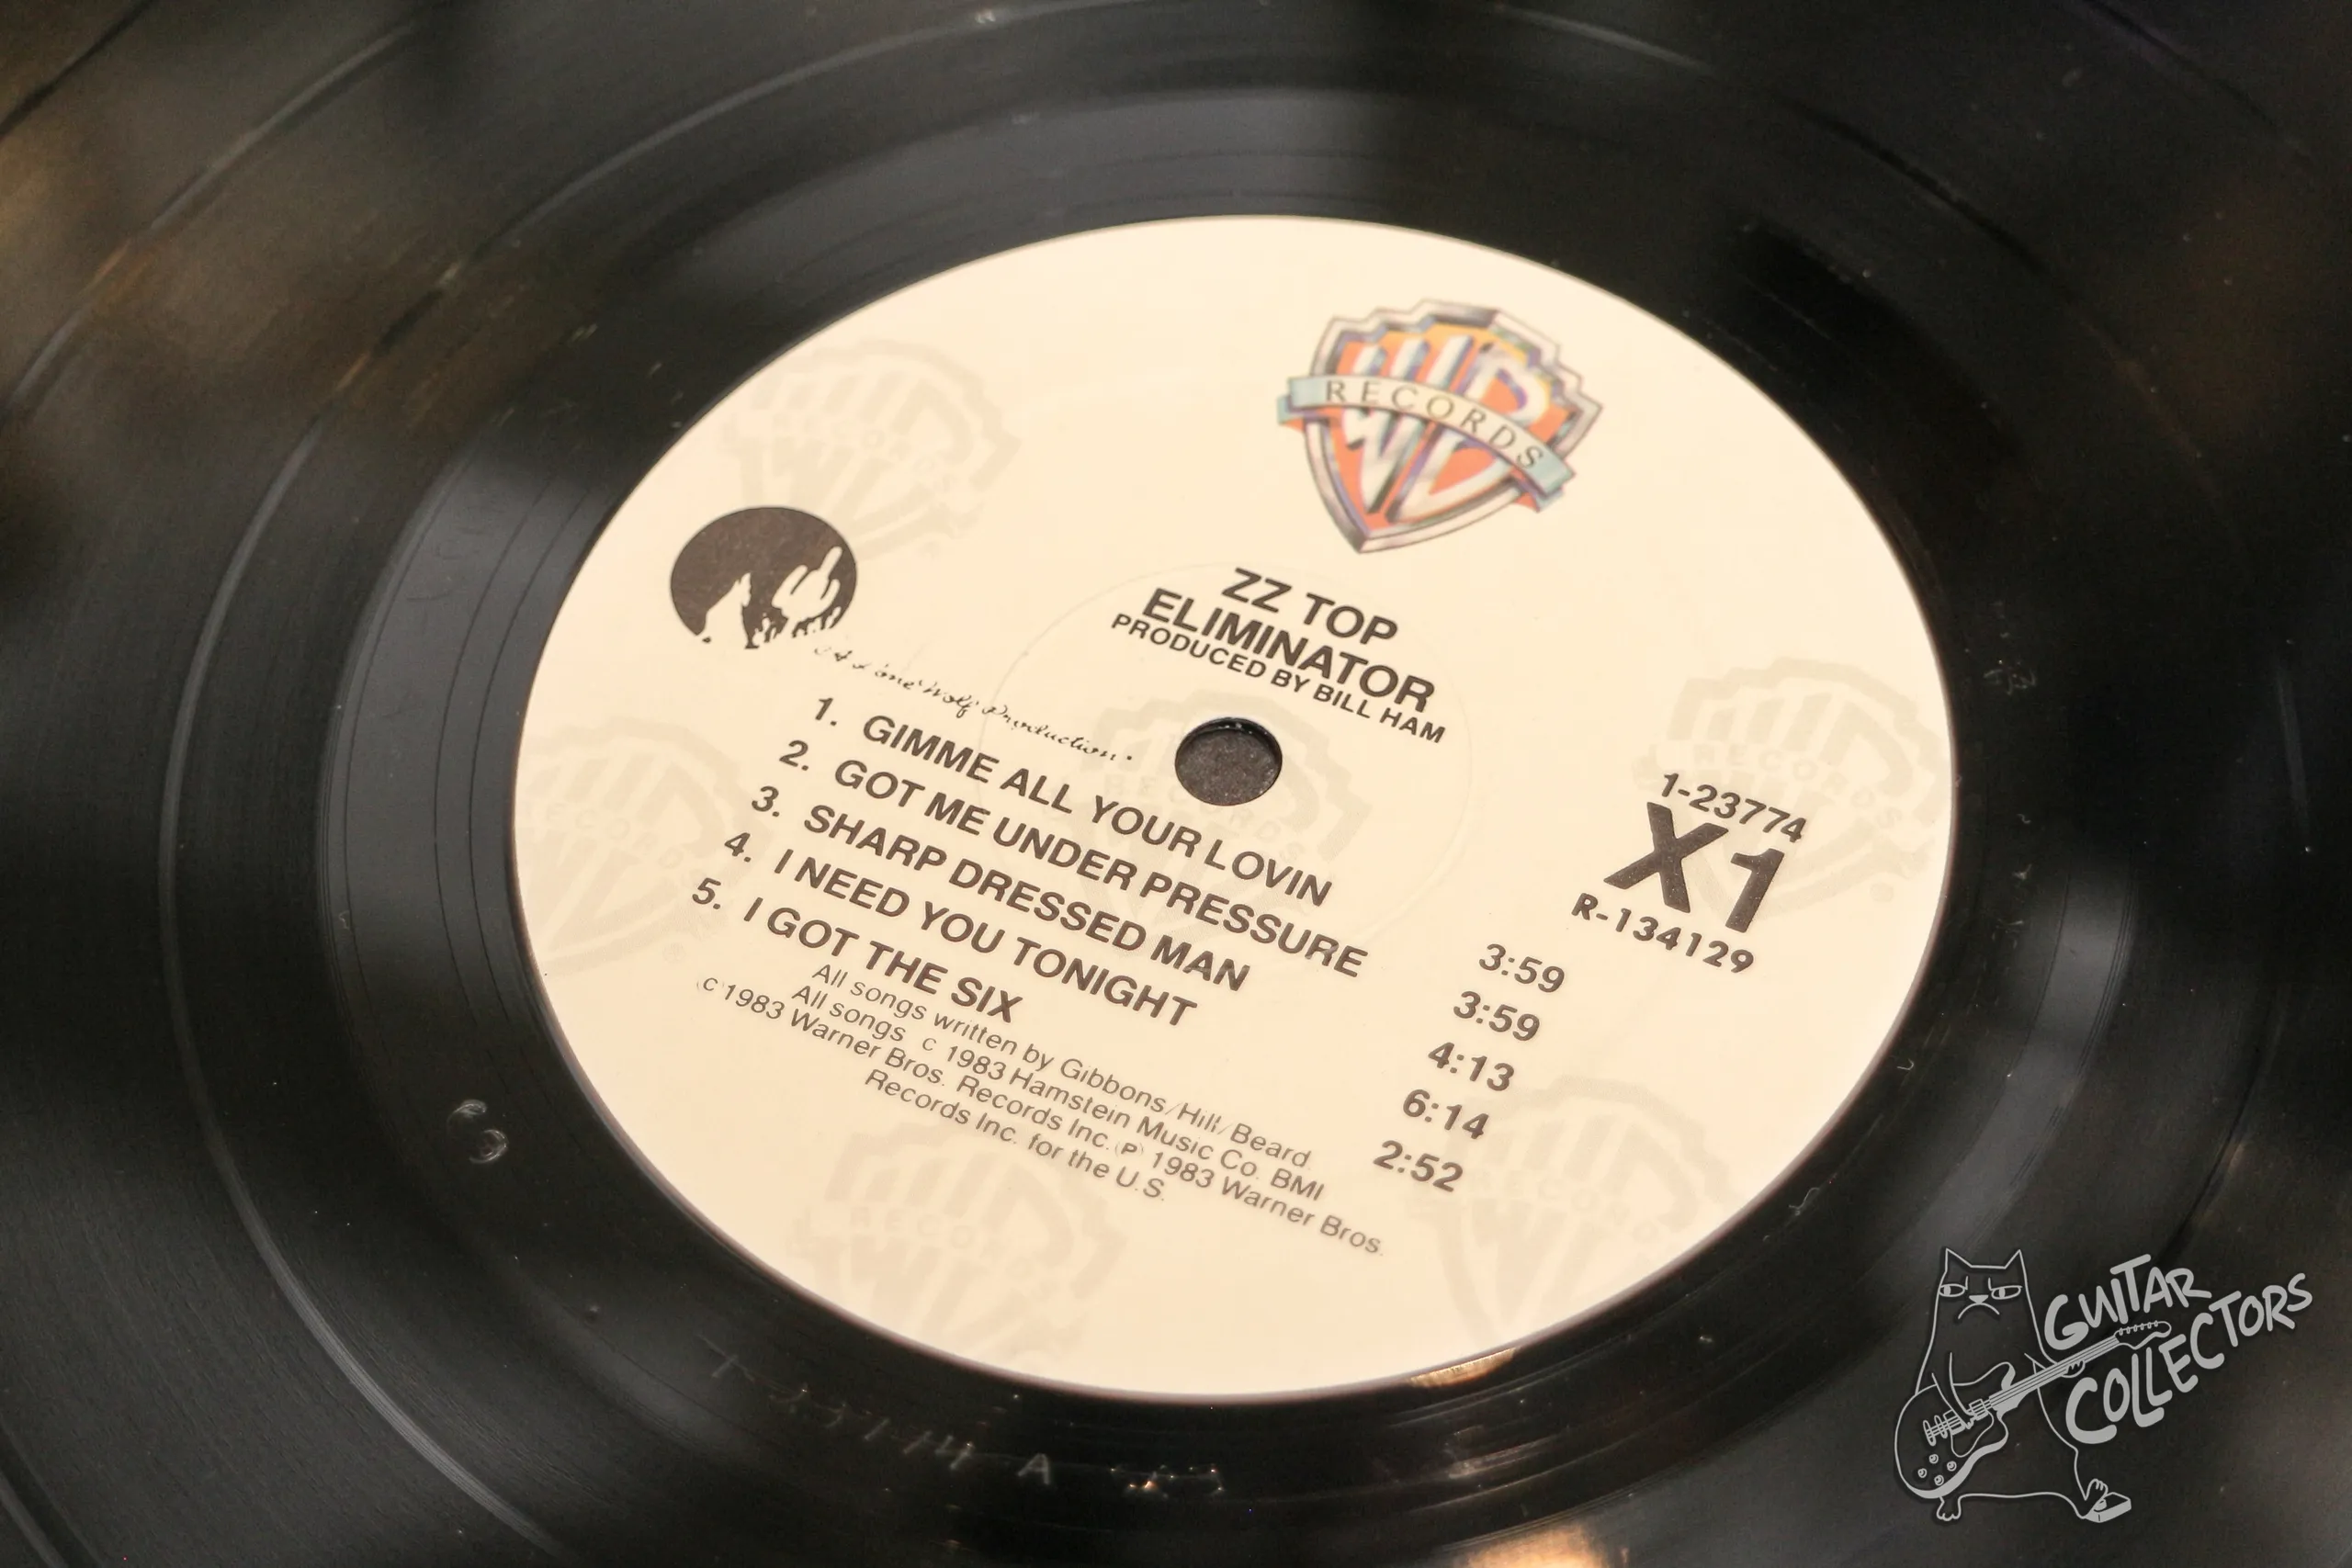 RECORDS
ZZ TOP
ELIMINATOR
PRODUCED BY BILL HAM
A Lone Wolf Production.
1-23774
X1
R-134129
1. GIMME ALL YOUR LOVIN 3:59
2. GOT ME UNDER PRESSURE 3:59
3. SHARP DRESSED MAN 4:13
4. I NEED YOU TONIGHT 6:14
5. I GOT THE SIX 2:52
All songs written by Gibbons/Hill/Beard
All songs c 1983 Hamstein Music Co. BMI
c 1983 Warner Bros. Records Inc. P 1983 Warner Bros.
Records Inc. for the U.S.
GUITAR
COLLECTORS